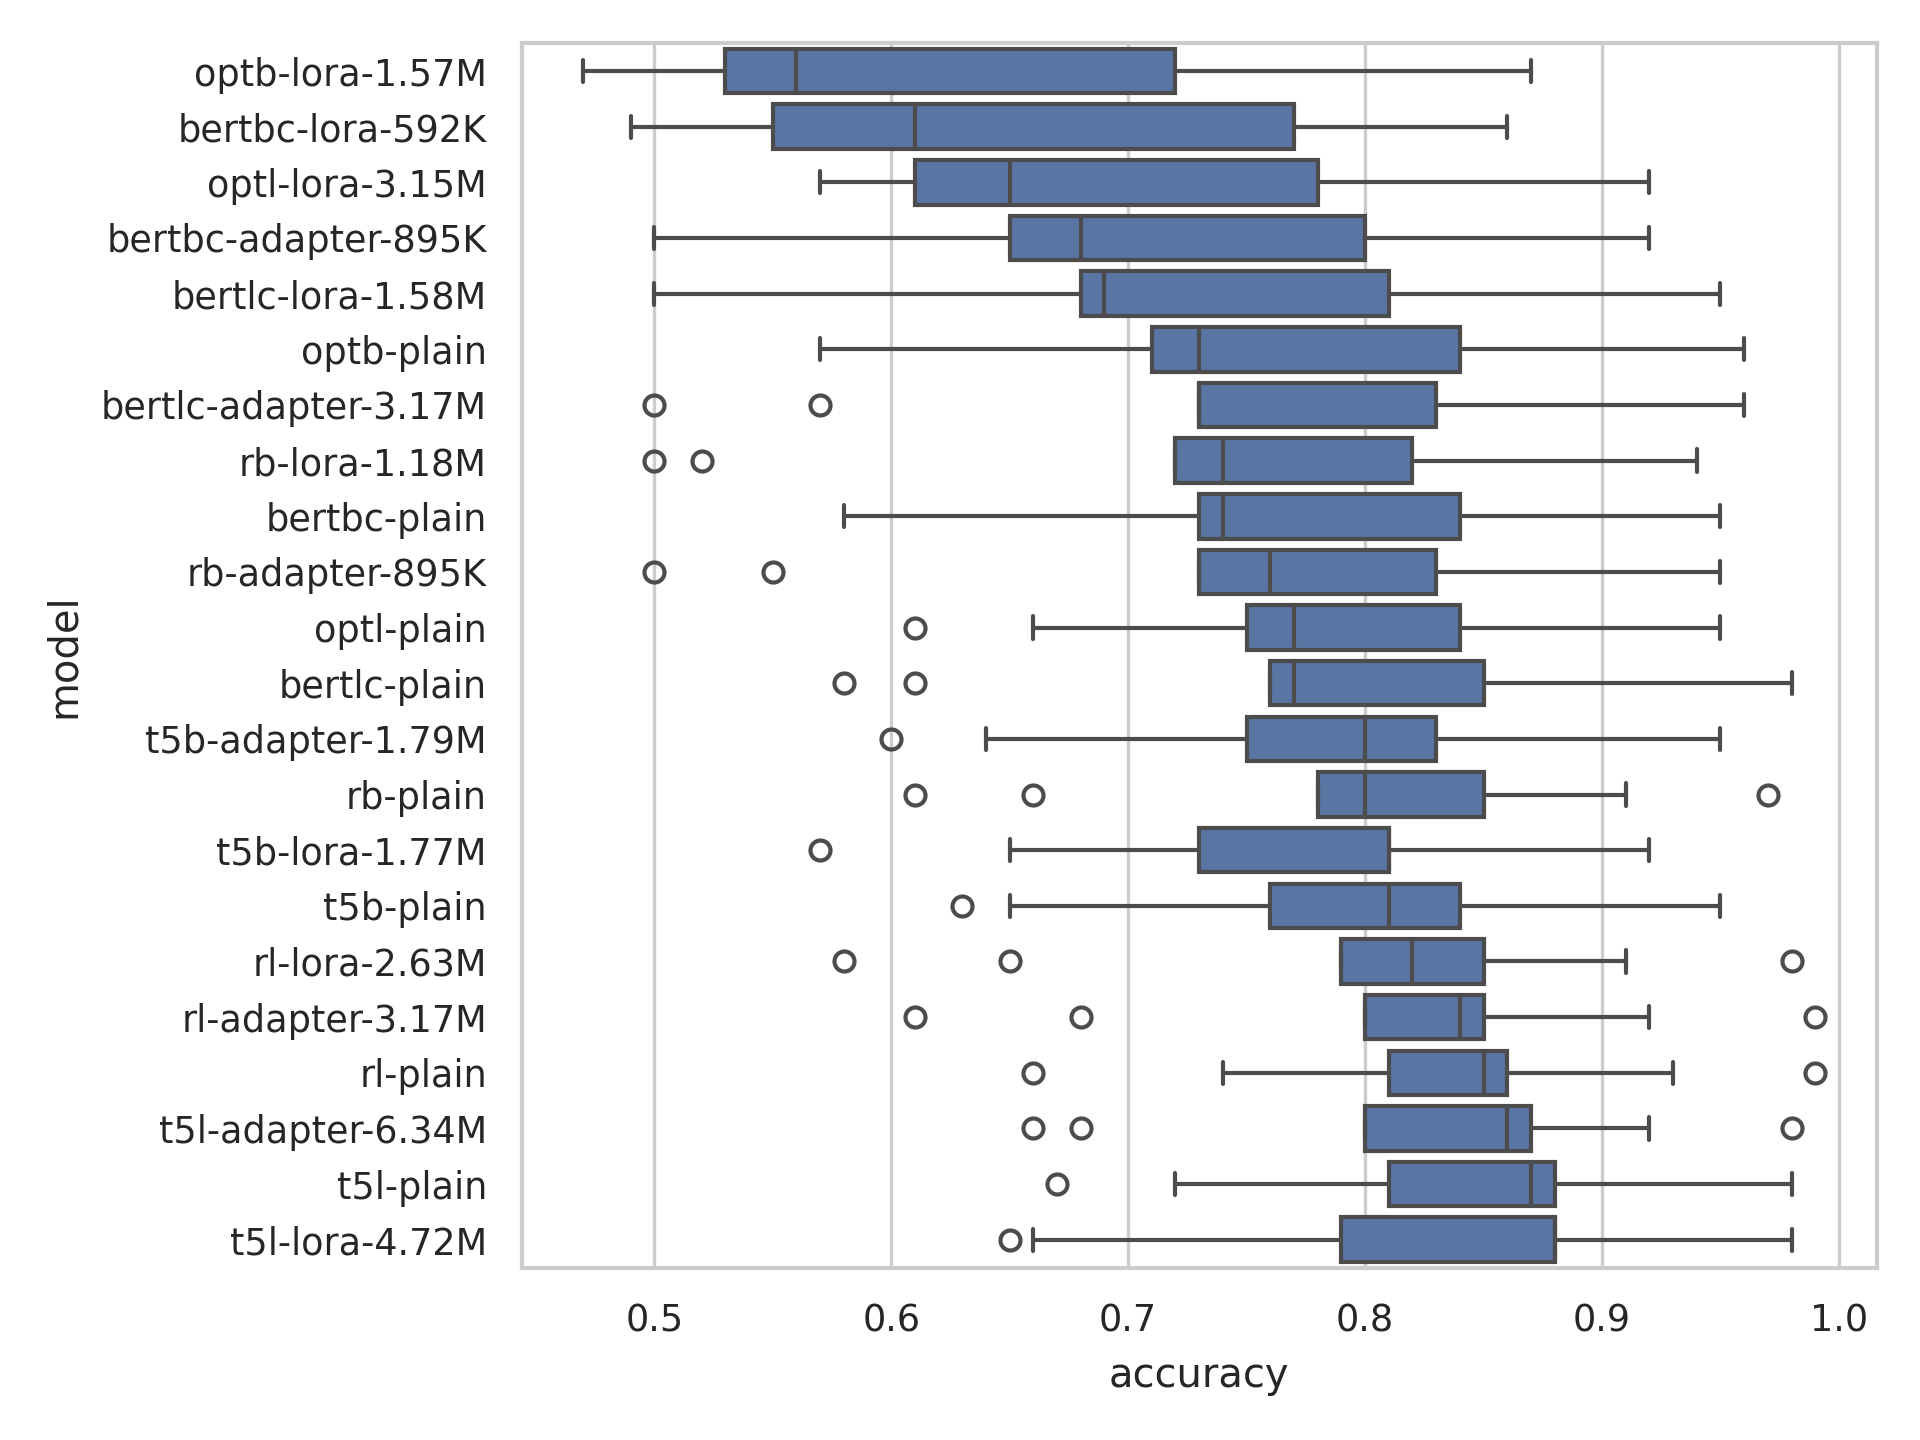 optb-lora-1.57M
bertbc-lora-592K
optl-lora-3.15M
bertbc-adapter-895K
bertlc-lora-1.58M
optb-plain
bertlc-adapter-3.17M
rb-lora-1.18M
bertbc-plain
rb-adapter-895K
optl-plain
bertlc-plain
t5b-adapter-1.79M
rb-plain
t5b-lora-1.77M
t5b-plain
rl-lora-2.63M
rl-adapter-3.17M
rl-plain
t5l-adapter-6.34M
t5l-plain
t5l-lora-4.72M
model
0.5 0.6 0.7 0.8 0.9 1.0
accuracy